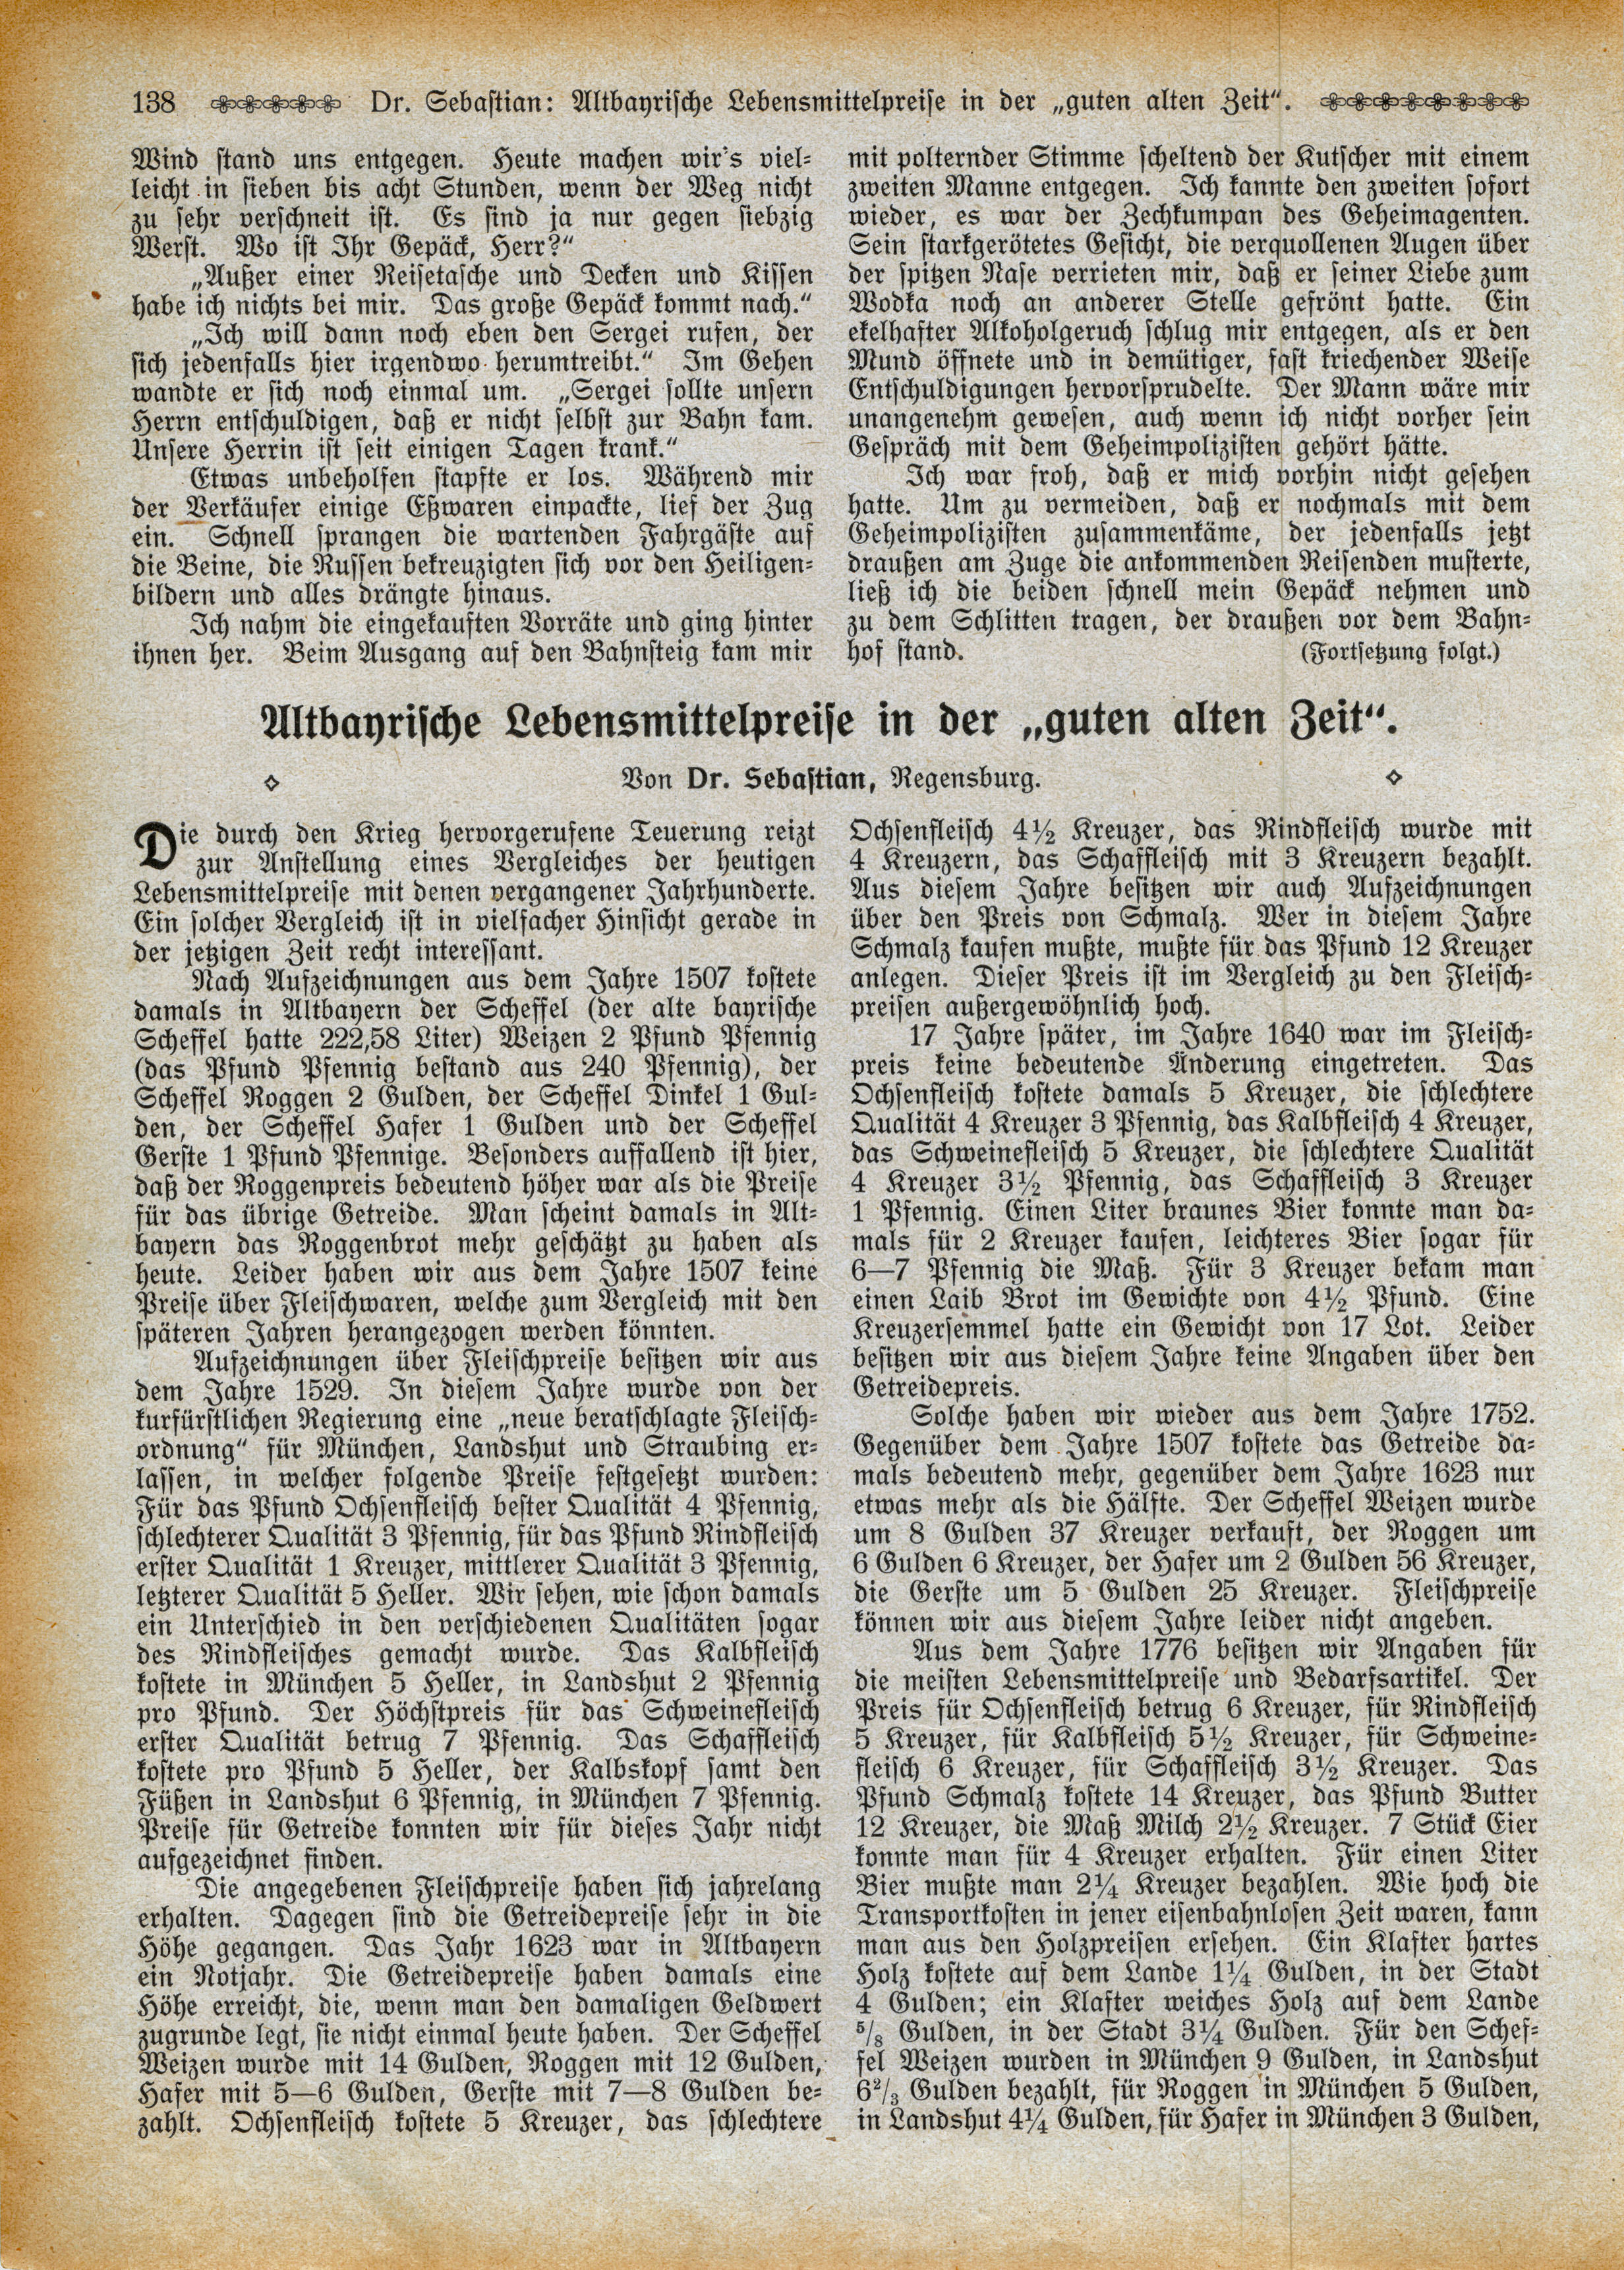 138 Dr. Sebastian: Altbayrische Lebensmittelpreise in der „guten alten Zeit“.
Wind stand uns entgegen. Heute machen wir's viel-
leicht in sieben bis acht Stunden, wenn der Weg nicht
zu sehr verschneit ist. Es sind ja nur gegen siebzig
Werst. Wo ist Ihr Gepäck, Herr?“
„Außer einer Reisetasche und Decken und Kissen
habe ich nichts bei mir. Das große Gepäck kommt nach.“
„Ich will dann noch eben den Sergei rufen, der
sich jedenfalls hier irgendwo herumtreibt.“ Im Gehen
wandte er sich noch einmal um. „Sergei sollte unsern
Herrn entschuldigen, daß er nicht selbst zur Bahn kam.
Unsere Herrin ist seit einigen Tagen krank.“
Etwas unbeholfen stapfte er los. Während mir
der Verkäufer einige Eßwaren einpackte, lief der Zug
ein. Schnell sprangen die wartenden Fahrgäste auf
die Beine, die Russen bekreuzigten sich vor den Heiligen-
bildern und alles drängte hinaus.
Ich nahm die eingekauften Vorräte und ging hinter
ihnen her. Beim Ausgang auf den Bahnsteig kam mir
mit polternder Stimme scheltend der Kutscher mit einem
zweiten Manne entgegen. Ich kannte den zweiten sofort
wieder, es war der Zechkumpan des Geheimagenten.
Sein starkgerötetes Gesicht, die verquollenen Augen über
der spitzen Nase verrieten mir, daß er seiner Liebe zum
Wodka noch an anderer Stelle gefrönt hatte. Ein
ekelhafter Alkoholgeruch schlug mir entgegen, als er den
Mund öffnete und in demütiger, fast kriechender Weise
Entschuldigungen hervorsprudelte. Der Mann wäre mir
unangenehm gewesen, auch wenn ich nicht vorher sein
Gespräch mit dem Geheimpolizisten gehört hätte.
Ich war froh, daß er mich vorhin nicht gesehen
hatte. Um zu vermeiden, daß er nochmals mit dem
Geheimpolizisten zusammenkäme, der jedenfalls jetzt
draußen am Zuge die ankommenden Reisenden musterte,
ließ ich die beiden schnell mein Gepäck nehmen und
zu dem Schlitten tragen, der draußen vor dem Bahn-
hof stand. (Fortsetzung folgt.)
Altbayrische Lebensmittelpreise in der „guten alten Zeit“.
Von Dr. Sebastian, Regensburg.
Die durch den Krieg hervorgerufene Teuerung reizt
zur Anstellung eines Vergleiches der heutigen
Lebensmittelpreise mit denen vergangener Jahrhunderte.
Ein solcher Vergleich ist in vielfacher Hinsicht gerade in
der jetzigen Zeit recht interessant.
Nach Aufzeichnungen aus dem Jahre 1507 kostete
damals in Altbayern der Scheffel (der alte bayrische
Scheffel hatte 222,58 Liter) Weizen 2 Pfund Pfennig
(das Pfund Pfennig bestand aus 240 Pfennig), der
Scheffel Roggen 2 Gulden, der Scheffel Dinkel 1 Gul-
den, der Scheffel Hafer 1 Gulden und der Scheffel
Gerste 1 Pfund Pfennige. Besonders auffallend ist hier,
daß der Roggenpreis bedeutend höher war als die Preise
für das übrige Getreide. Man scheint damals in Alt-
bayern das Roggenbrot mehr geschätzt zu haben als
heute. Leider haben wir aus dem Jahre 1507 keine
Preise über Fleischwaren, welche zum Vergleich mit den
späteren Jahren herangezogen werden könnten.
Aufzeichnungen über Fleischpreise besitzen wir aus
dem Jahre 1529. In diesem Jahre wurde von der
kurfürstlichen Regierung eine „neue beratschlagte Fleisch-
ordnung“ für München, Landshut und Straubing er-
lassen, in welcher folgende Preise festgesetzt wurden:
Für das Pfund Ochsenfleisch bester Qualität 4 Pfennig,
schlechterer Qualität 3 Pfennig, für das Pfund Rindfleisch
erster Qualität 1 Kreuzer, mittlerer Qualität 3 Pfennig,
letzterer Qualität 5 Heller. Wir sehen, wie schon damals
ein Unterschied in den verschiedenen Qualitäten sogar
des Rindfleisches gemacht wurde. Das Kalbfleisch
kostete in München 5 Heller, in Landshut 2 Pfennig
pro Pfund. Der Höchstpreis für das Schweinefleisch
erster Qualität betrug 7 Pfennig. Das Schaffleisch
kostete pro Pfund 5 Heller, der Kalbskopf samt den
Füßen in Landshut 6 Pfennig, in München 7 Pfennig.
Preise für Getreide konnten wir für dieses Jahr nicht
aufgezeichnet finden.
Die angegebenen Fleischpreise haben sich jahrelang
erhalten. Dagegen sind die Getreidepreise sehr in die
Höhe gegangen. Das Jahr 1623 war in Altbayern
ein Notjahr. Die Getreidepreise haben damals eine
Höhe erreicht, die, wenn man den damaligen Geldwert
zugrunde legt, sie nicht einmal heute haben. Der Scheffel
Weizen wurde mit 14 Gulden, Roggen mit 12 Gulden,
Hafer mit 5—6 Gulden, Gerste mit 7—8 Gulden be-
zahlt. Ochsenfleisch kostete 5 Kreuzer, das schlechtere
Ochsenfleisch 4½ Kreuzer, das Rindfleisch wurde mit
4 Kreuzern, das Schaffleisch mit 3 Kreuzern bezahlt.
Aus diesem Jahre besitzen wir auch Aufzeichnungen
über den Preis von Schmalz. Wer in diesem Jahre
Schmalz kaufen mußte, mußte für das Pfund 12 Kreuzer
anlegen. Dieser Preis ist im Vergleich zu den Fleisch-
preisen außergewöhnlich hoch.
17 Jahre später, im Jahre 1640 war im Fleisch-
preis keine bedeutende Änderung eingetreten. Das
Ochsenfleisch kostete damals 5 Kreuzer, die schlechtere
Qualität 4 Kreuzer 3 Pfennig, das Kalbfleisch 4 Kreuzer,
das Schweinefleisch 5 Kreuzer, die schlechtere Qualität
4 Kreuzer 3½ Pfennig, das Schaffleisch 3 Kreuzer
1 Pfennig. Einen Liter braunes Bier konnte man da-
mals für 2 Kreuzer kaufen, leichteres Bier sogar für
6—7 Pfennig die Maß. Für 3 Kreuzer bekam man
einen Laib Brot im Gewichte von 4½ Pfund. Eine
Kreuzersemmel hatte ein Gewicht von 17 Lot. Leider
besitzen wir aus diesem Jahre keine Angaben über den
Getreidepreis.
Solche haben wir wieder aus dem Jahre 1752.
Gegenüber dem Jahre 1507 kostete das Getreide da-
mals bedeutend mehr, gegenüber dem Jahre 1623 nur
etwas mehr als die Hälfte. Der Scheffel Weizen wurde
um 8 Gulden 37 Kreuzer verkauft, der Roggen um
6 Gulden 6 Kreuzer, der Hafer um 2 Gulden 56 Kreuzer,
die Gerste um 5 Gulden 25 Kreuzer. Fleischpreise
können wir aus diesem Jahre leider nicht angeben.
Aus dem Jahre 1776 besitzen wir Angaben für
die meisten Lebensmittelpreise und Bedarfsartikel. Der
Preis für Ochsenfleisch betrug 6 Kreuzer, für Rindfleisch
5 Kreuzer, für Kalbfleisch 5½ Kreuzer, für Schweine-
fleisch 6 Kreuzer, für Schaffleisch 3½ Kreuzer. Das
Pfund Schmalz kostete 14 Kreuzer, das Pfund Butter
12 Kreuzer, die Maß Milch 2½ Kreuzer. 7 Stück Eier
konnte man für 4 Kreuzer erhalten. Für einen Liter
Bier mußte man 2¼ Kreuzer bezahlen. Wie hoch die
Transportkosten in jener eisenbahnlosen Zeit waren, kann
man aus den Holzpreisen ersehen. Ein Klafter hartes
Holz kostete auf dem Lande 1¼ Gulden, in der Stadt
4 Gulden; ein Klafter weiches Holz auf dem Lande
⁵/₈ Gulden, in der Stadt 3¼ Gulden. Für den Schef-
fel Weizen wurden in München 9 Gulden, in Landshut
6²/₃ Gulden bezahlt, für Roggen in München 5 Gulden,
in Landshut 4¼ Gulden, für Hafer in München 3 Gulden,